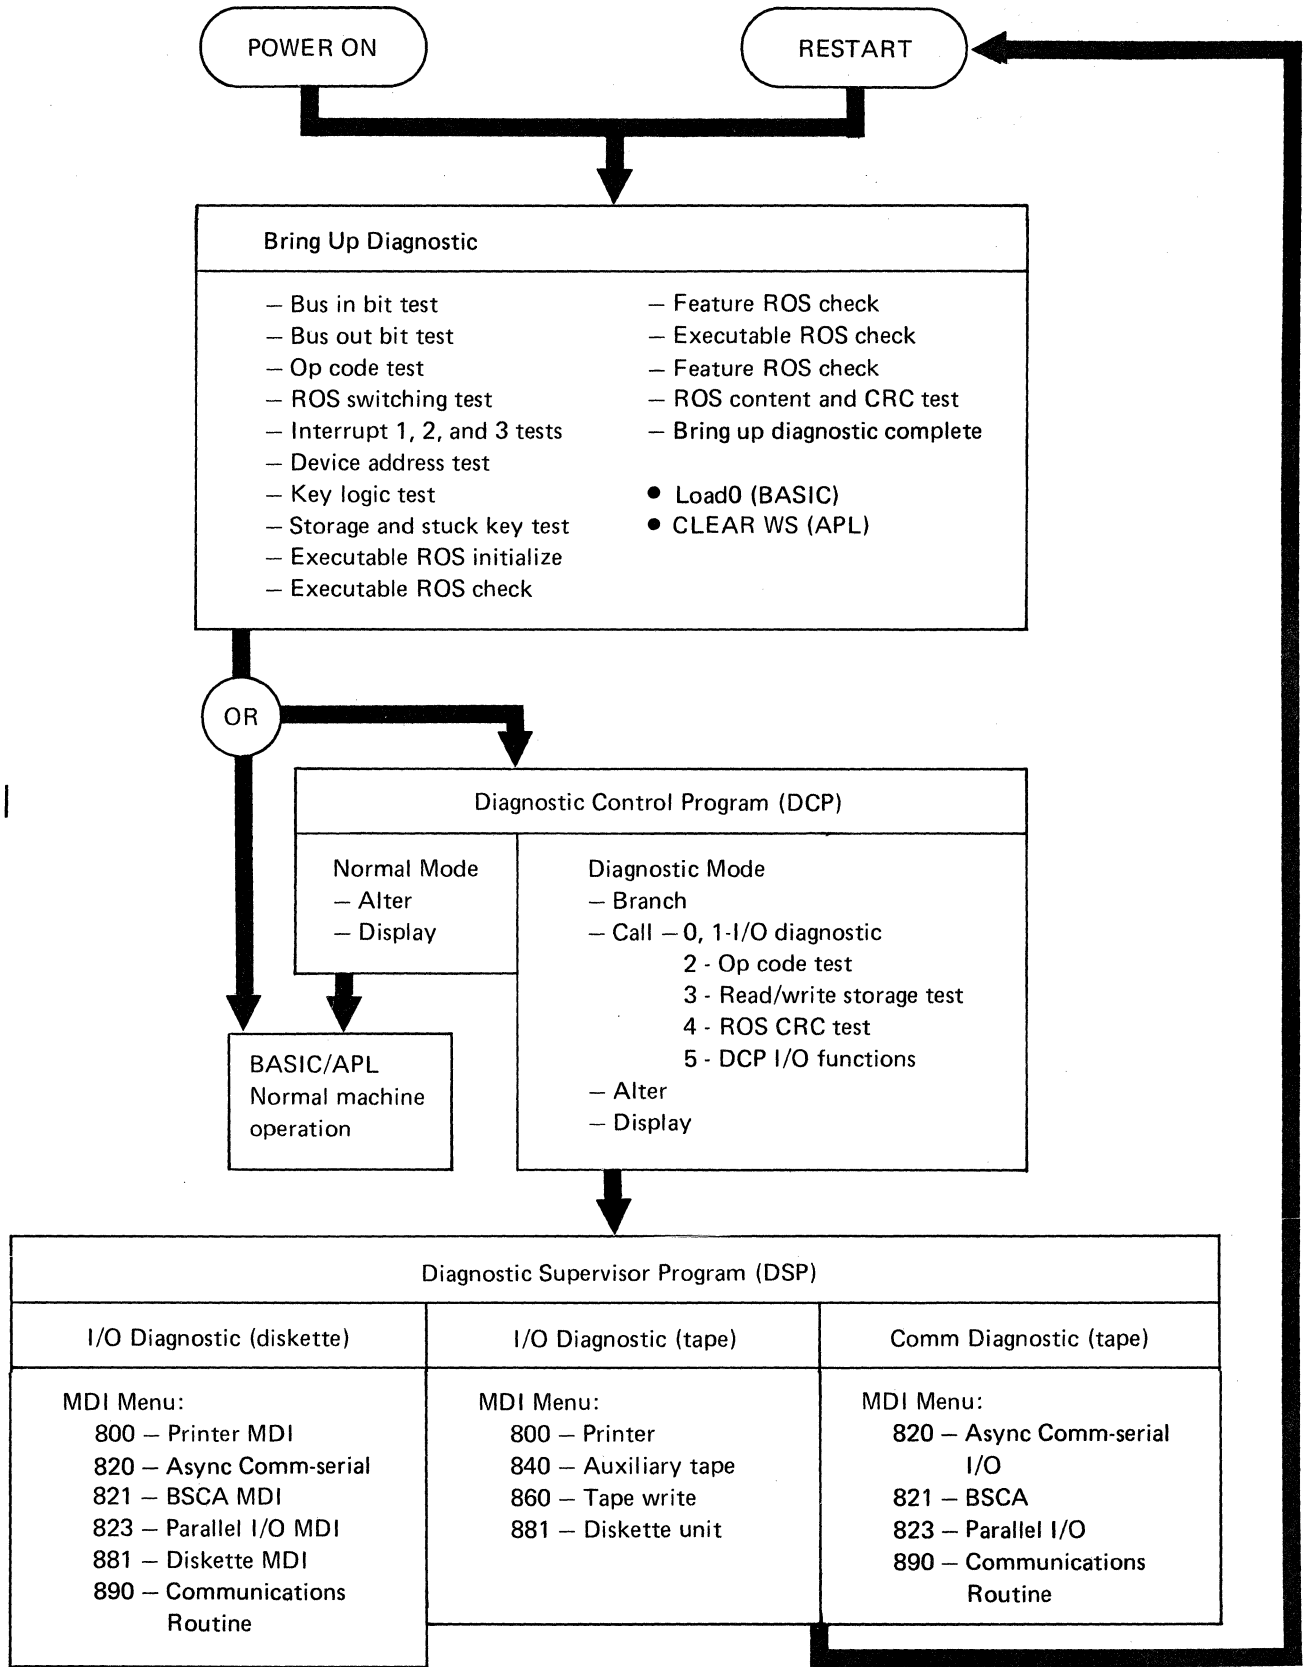 POWER ON
RESTART
Bring Up Diagnostic
– Bus in bit test
– Bus out bit test
– Op code test
– ROS switching test
– Interrupt 1, 2, and 3 tests
– Device address test
– Key logic test
– Storage and stuck key test
– Executable ROS initialize
– Executable ROS check
– Feature ROS check
– Executable ROS check
– Feature ROS check
– ROS content and CRC test
– Bring up diagnostic complete
● Load0 (BASIC)
● CLEAR WS (APL)
OR
Diagnostic Control Program (DCP)
Normal Mode
– Alter
– Display
Diagnostic Mode
– Branch
– Call – 0, 1-I/O diagnostic
2 - Op code test
3 - Read/write storage test
4 - ROS CRC test
5 - DCP I/O functions
– Alter
– Display
BASIC/APL
Normal machine
operation
Diagnostic Supervisor Program (DSP)
I/O Diagnostic (diskette)
MDI Menu:
800 – Printer MDI
820 – Async Comm-serial
821 – BSCA MDI
823 – Parallel I/O MDI
881 – Diskette MDI
890 – Communications
Routine
I/O Diagnostic (tape)
MDI Menu:
800 – Printer
840 – Auxiliary tape
860 – Tape write
881 – Diskette unit
Comm Diagnostic (tape)
MDI Menu:
820 – Async Comm-serial
I/O
821 – BSCA
823 – Parallel I/O
890 – Communications
Routine